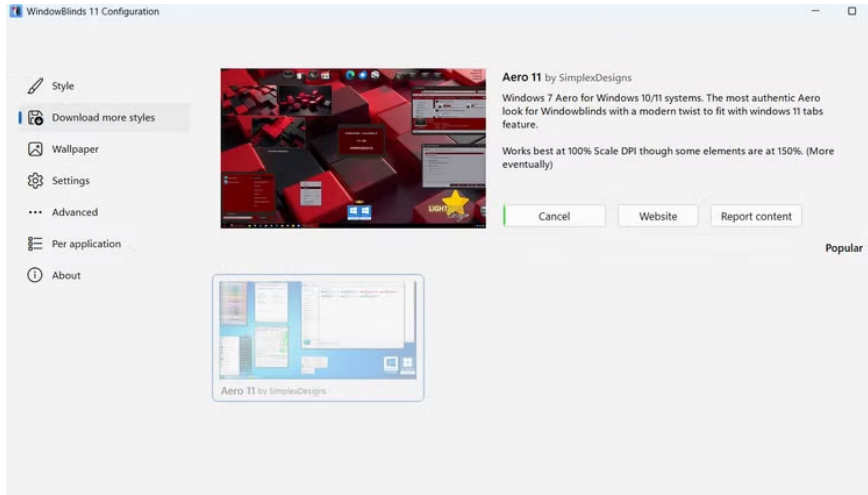 WindowBlinds 11 Configuration
Style
Download more styles
Wallpaper
Settings
Advanced
Per application
About
Aero 11 by SimplexDesigns
Windows 7 Aero for Windows 10/11 systems. The most authentic Aero
look for Windowblinds with a modern twist to fit with windows 11 tabs
feature.
Works best at 100% Scale DPI though some elements are at 150%. (More
eventually)
Cancel
Website
Report content
Popular
Aero 11 by SimplexDesigns